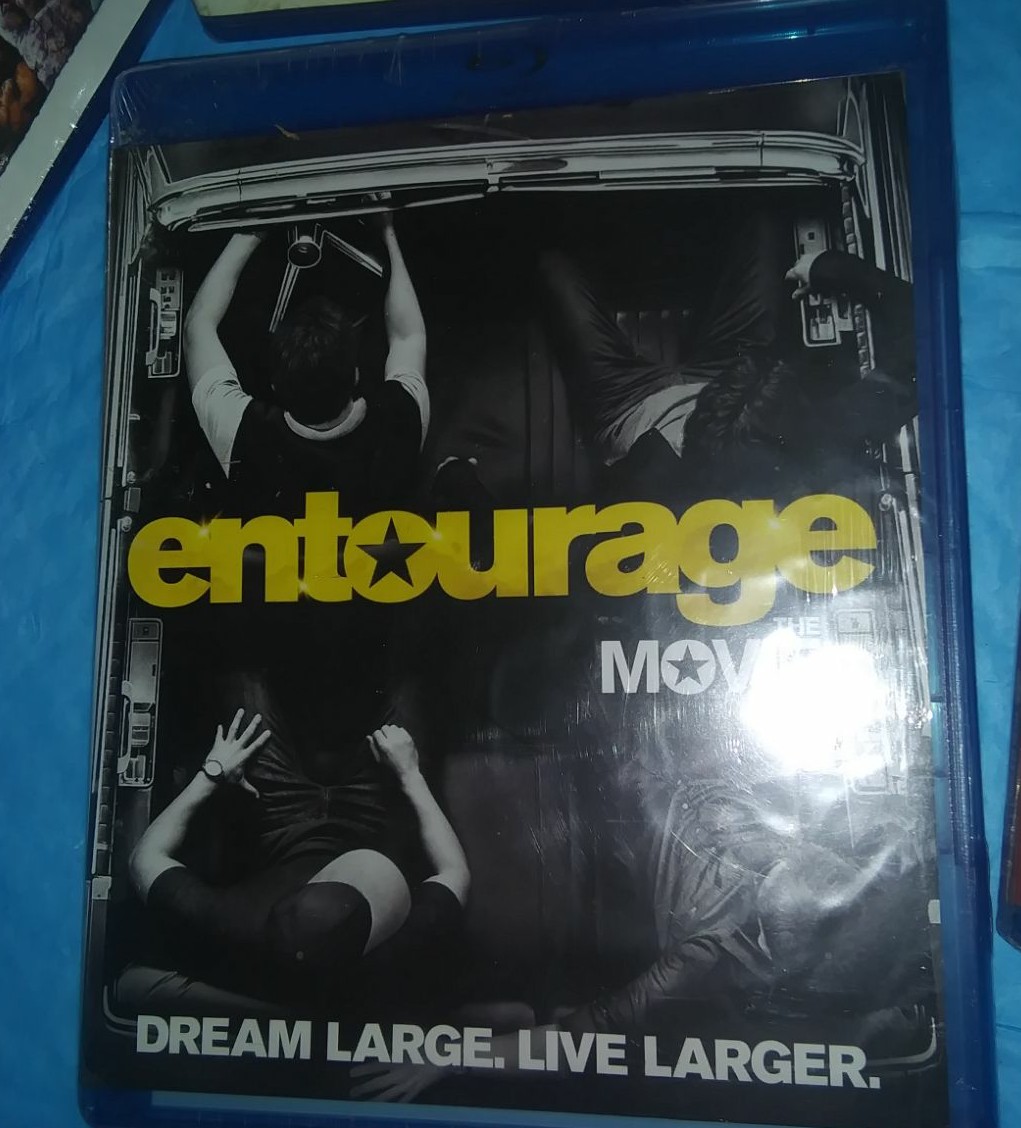 entourage
THE
MOV
DREAM LARGE. LIVE LARGER.